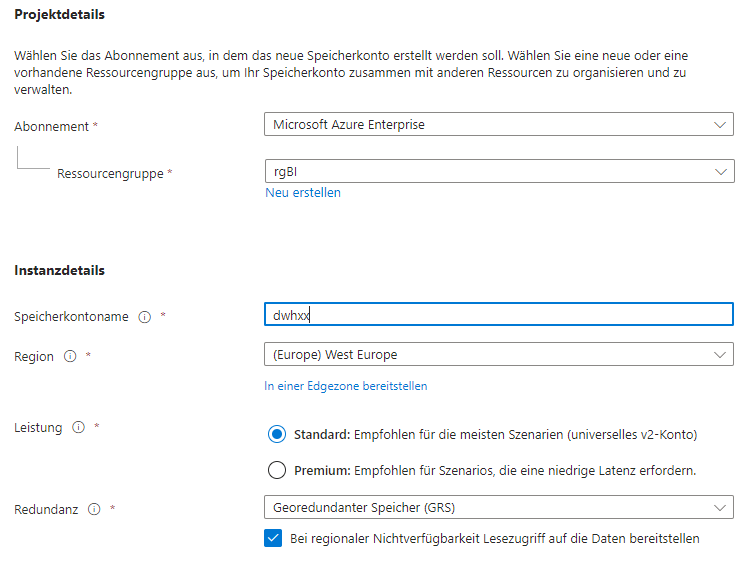 Projektdetails
Wählen Sie das Abonnement aus, in dem das neue Speicherkonto erstellt werden soll. Wählen Sie eine neue oder eine
vorhandene Ressourcengruppe aus, um Ihr Speicherkonto zusammen mit anderen Ressourcen zu organisieren und zu
verwalten.
Abonnement *
Microsoft Azure Enterprise
Ressourcengruppe *
rgBI
Neu erstellen
Instanzdetails
Speicherkontoname *
dwhxx
Region *
(Europe) West Europe
In einer Edgezone bereitstellen
Leistung *
Standard: Empfohlen für die meisten Szenarien (universelles v2-Konto)
Premium: Empfohlen für Szenarios, die eine niedrige Latenz erfordern.
Redundanz *
Georedundanter Speicher (GRS)
Bei regionaler Nichtverfügbarkeit Lesezugriff auf die Daten bereitstellen